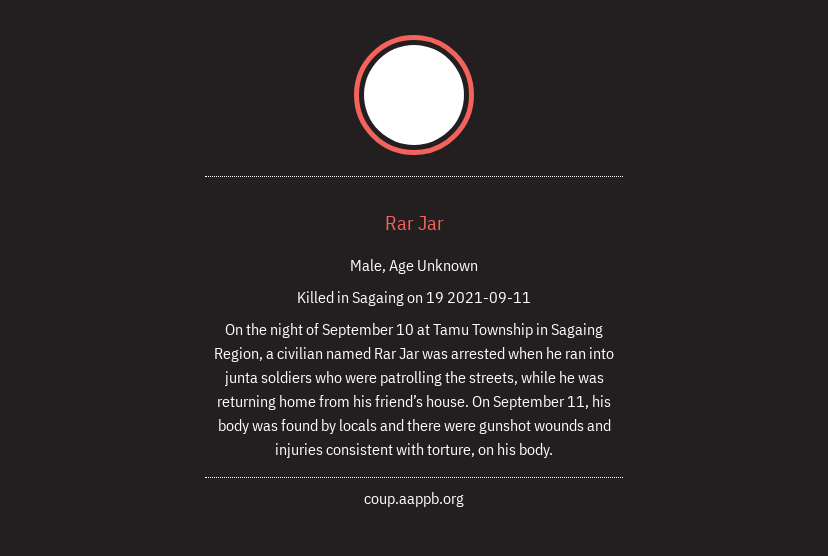 Rar Jar
Male, Age Unknown
Killed in Sagaing on 19 2021-09-11
On the night of September 10 at Tamu Township in Sagaing
Region, a civilian named Rar Jar was arrested when he ran into
junta soldiers who were patrolling the streets, while he was
returning home from his friend’s house. On September 11, his
body was found by locals and there were gunshot wounds and
injuries consistent with torture, on his body.
coup.aappb.org